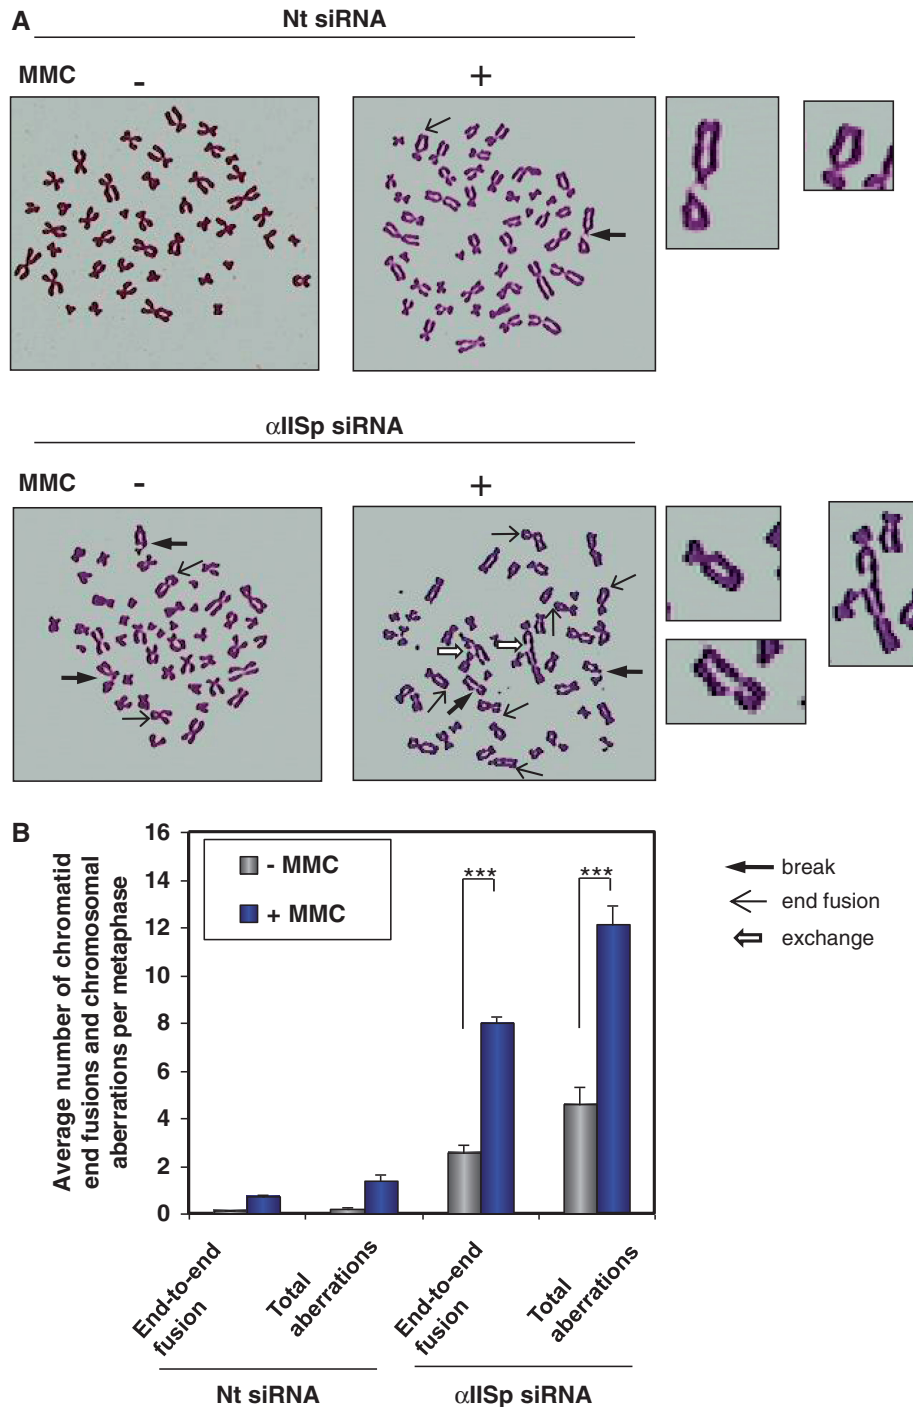 A
Nt siRNA
MMC - +
αIISp siRNA
MMC - +
B
Average number of chromatid
end fusions and chromosomal
aberrations per metaphase
16
14
12
10
8
6
4
2
0
- MMC
+ MMC
***
***
break
end fusion
exchange
End-to-end
fusion
Total
aberrations
End-to-end
fusion
Total
aberrations
Nt siRNA
αIISp siRNA